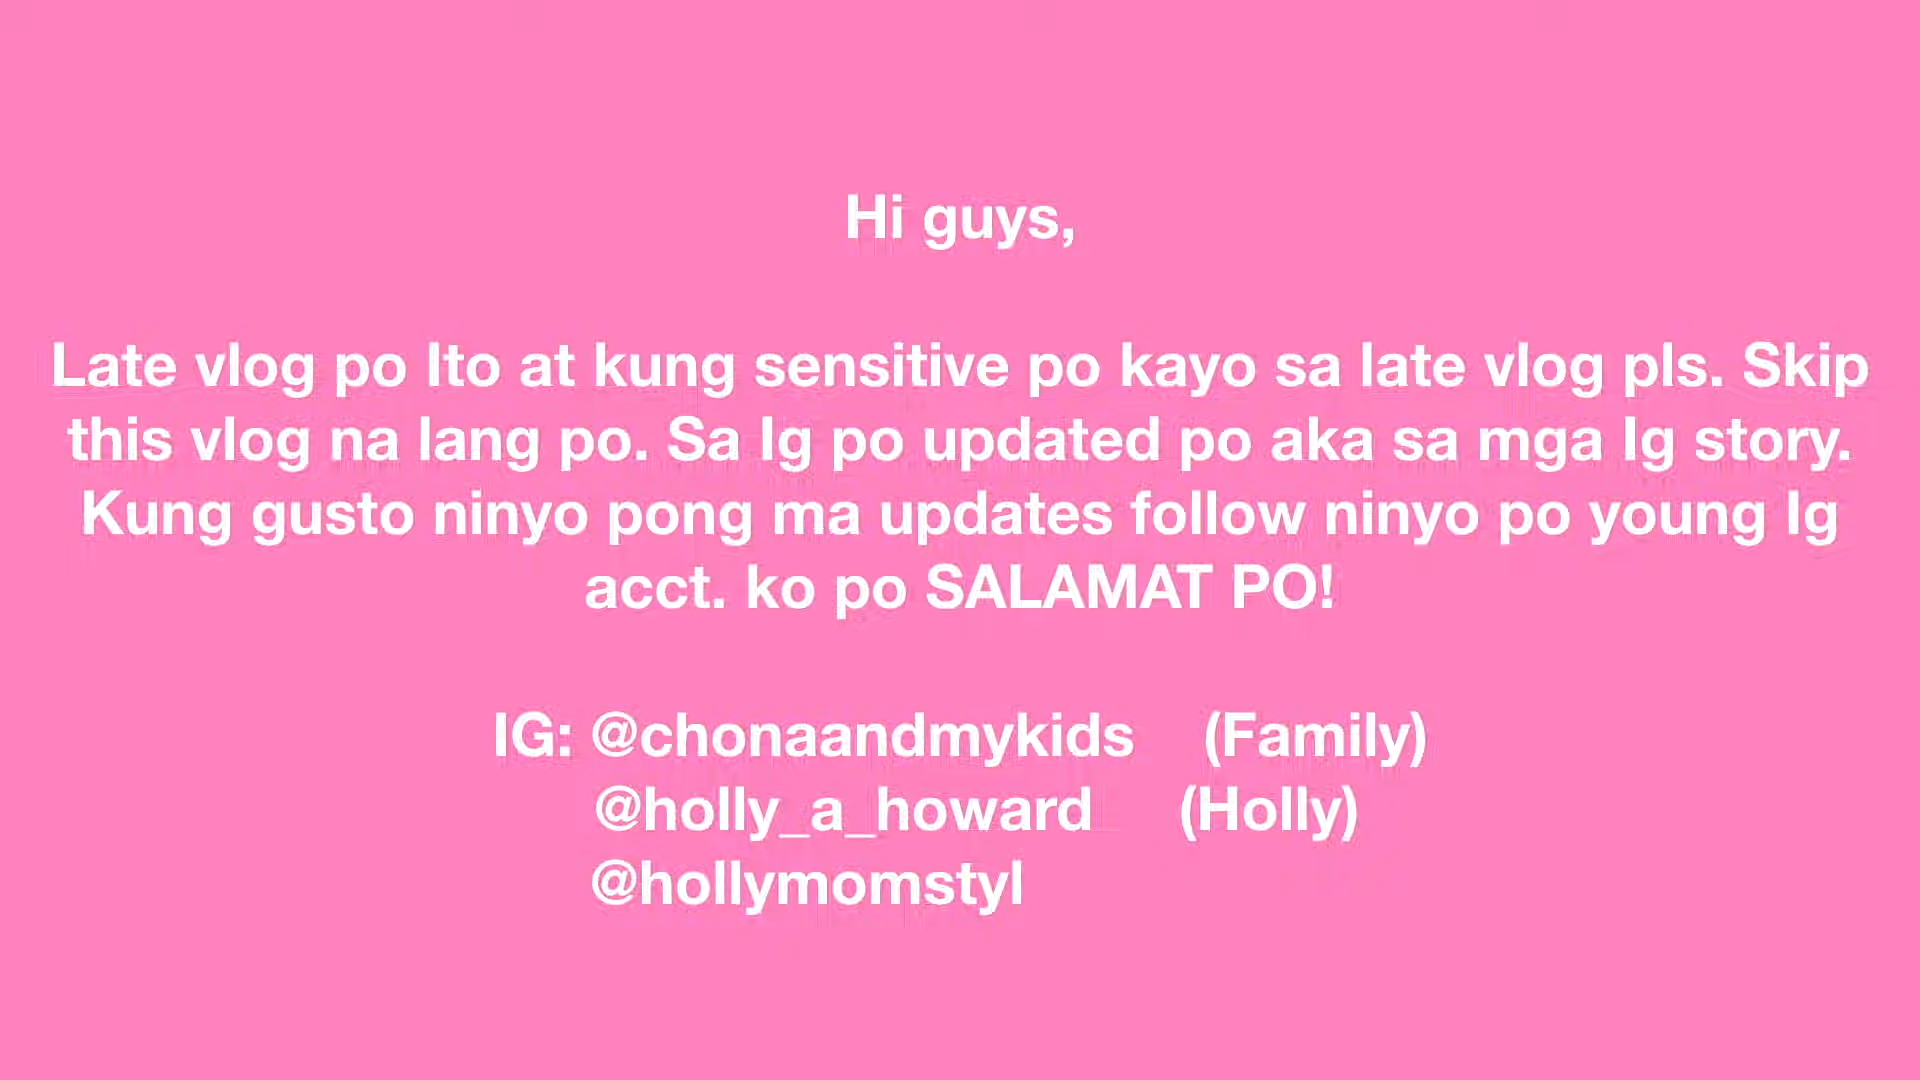 Hi guys,
Late vlog po Ito at kung sensitive po kayo sa late vlog pls. Skip
this vlog na lang po. Sa Ig po updated po aka sa mga Ig story.
Kung gusto ninyo pong ma updates follow ninyo po young Ig
acct. ko po SALAMAT PO!
IG: @chonaandmykids (Family)
@holly_a_howard (Holly)
@hollymomstyl